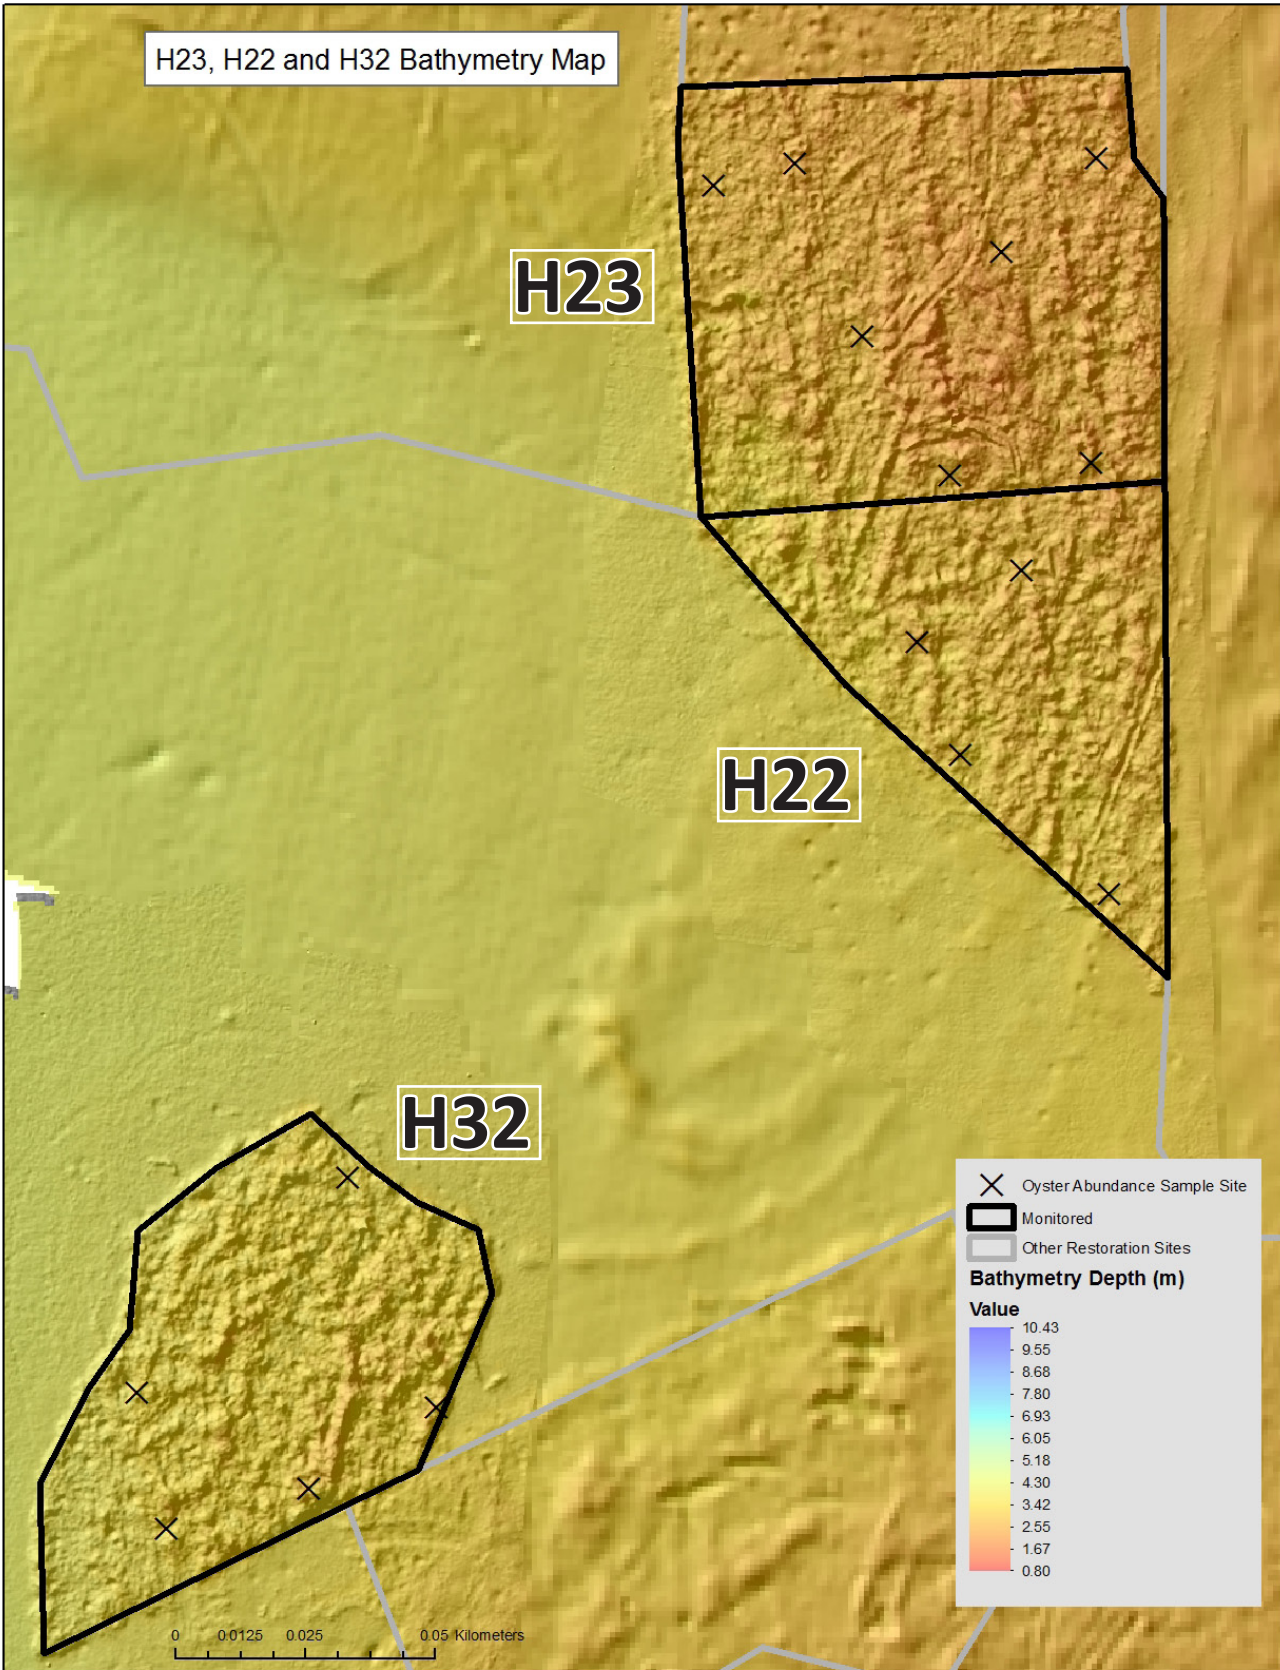 H23, H22 and H32 Bathymetry Map
H23
H22
H32
Oyster Abundance Sample Site
Monitored
Other Restoration Sites
Bathymetry Depth (m)
Value
10.43
9.55
8.68
7.80
6.93
6.05
5.18
4.30
3.42
2.55
1.67
0.80
0 0.0125 0.025 0.05 Kilometers